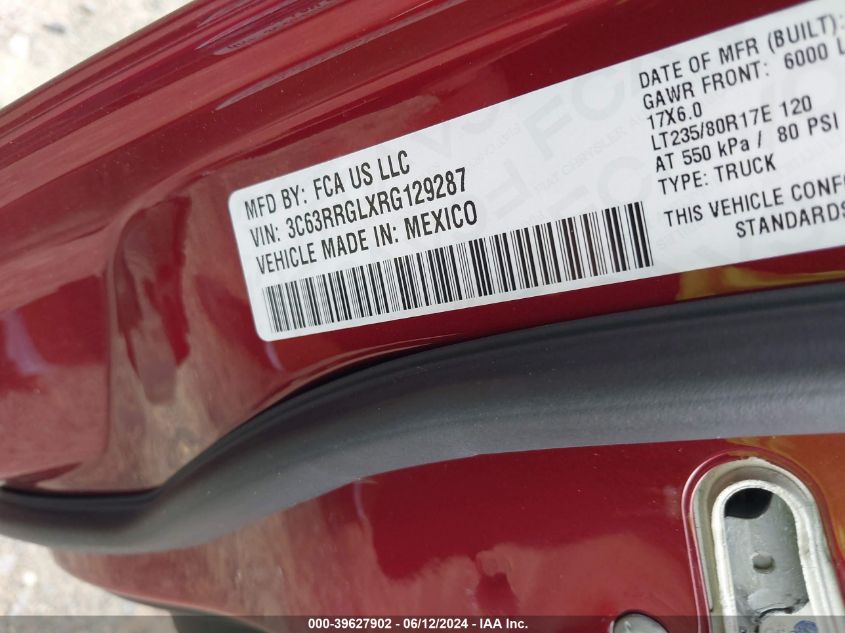 MFD BY: FCA US LLC
VIN: 3C63RRGLXRG129287
VEHICLE MADE IN: MEXICO
DATE OF MFR (BUILT):
GAWR FRONT: 6000 L
17X6.0
LT235/80R17E 120
AT 550 kPa / 80 PSI
TYPE: TRUCK
THIS VEHICLE CONF
STANDARDS
000-39627902 - 06/12/2024 - IAA Inc.